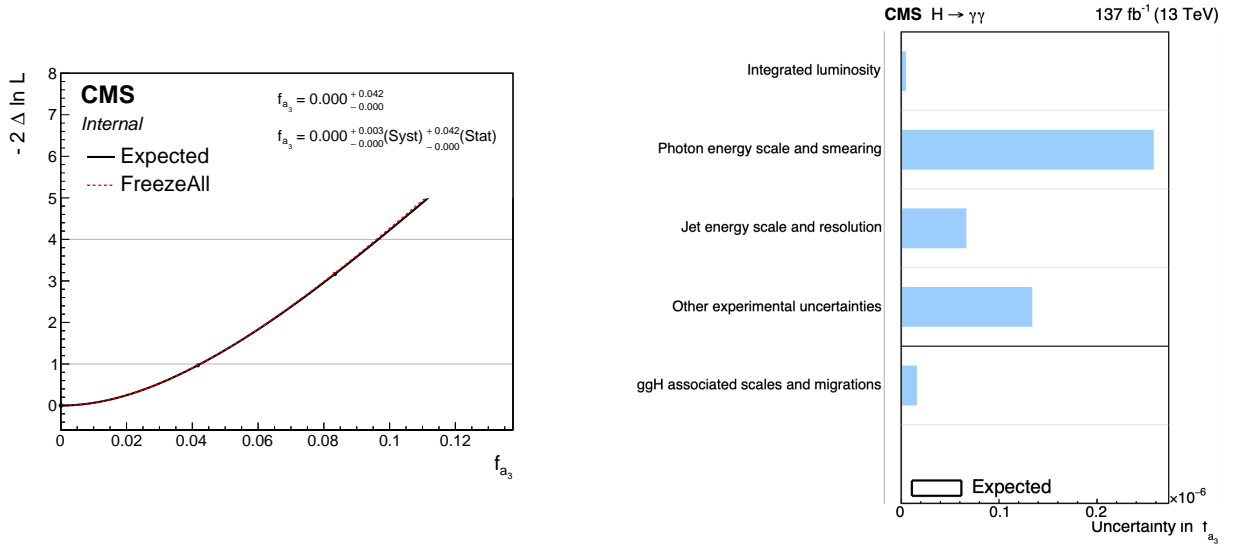 CMS
Internal
Expected
FreezeAll
f_a3 = 0.000 +0.042 -0.000
f_a3 = 0.000 +0.003 -0.000 (Syst) +0.042 -0.000 (Stat)
- 2 Δ ln L
8
7
6
5
4
3
2
1
0
0 0.02 0.04 0.06 0.08 0.1 0.12
f_a3
CMS H → γγ 137 fb⁻¹ (13 TeV)
Integrated luminosity
Photon energy scale and smearing
Jet energy scale and resolution
Other experimental uncertainties
ggH associated scales and migrations
Expected
×10⁻⁶
0 0.1 0.2
Uncertainty in f_a3